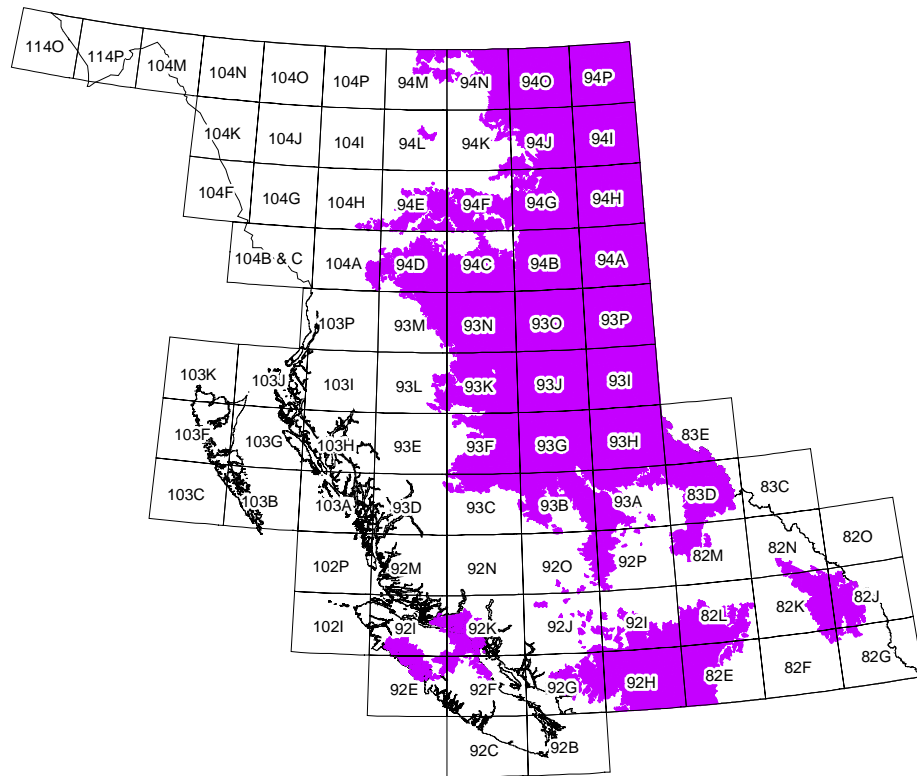 114O 114P 104M 104N 104O 104P 94M 94N 94O 94P
104K 104J 104I 94L 94K 94J 94I
104F 104G 104H 94E 94F 94G 94H
104B & C 104A 94D 94C 94B 94A
103P 93M 93N 93O 93P
103K 103J 103I 93L 93K 93J 93I
103F 103G 103H 93E 93F 93G 93H 83E
103C 103B 103A 93D 93C 93B 93A 83D 83C
102P 92M 92N 92O 92P 82M 82N 82O
102I 92I 92K 92J 92I 82L 82K 82J
92E 92F 92G 92H 82E 82F 82G
92C 92B